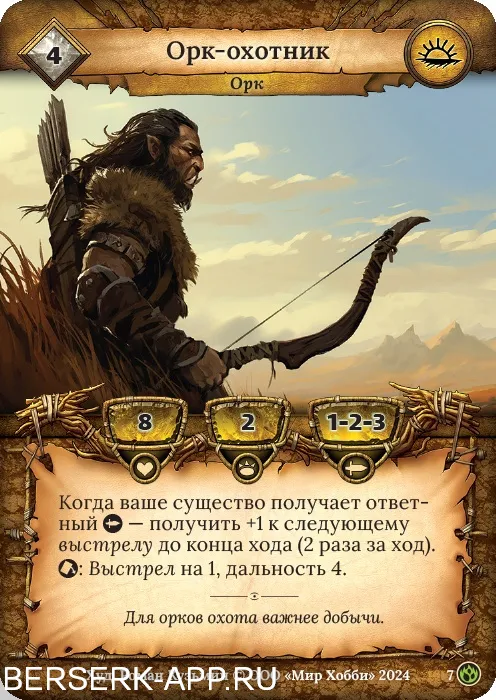 4
Орк-охотник
Орк
8
2
1-2-3
Когда ваше существо получает ответ-
ный — получить +1 к следующему
выстрелу до конца хода (2 раза за ход).
: Выстрел на 1, дальность 4.
Для орков охота важнее добычи.
ООО «Мир Хобби» 2024
7
BERSERK-APP.RU